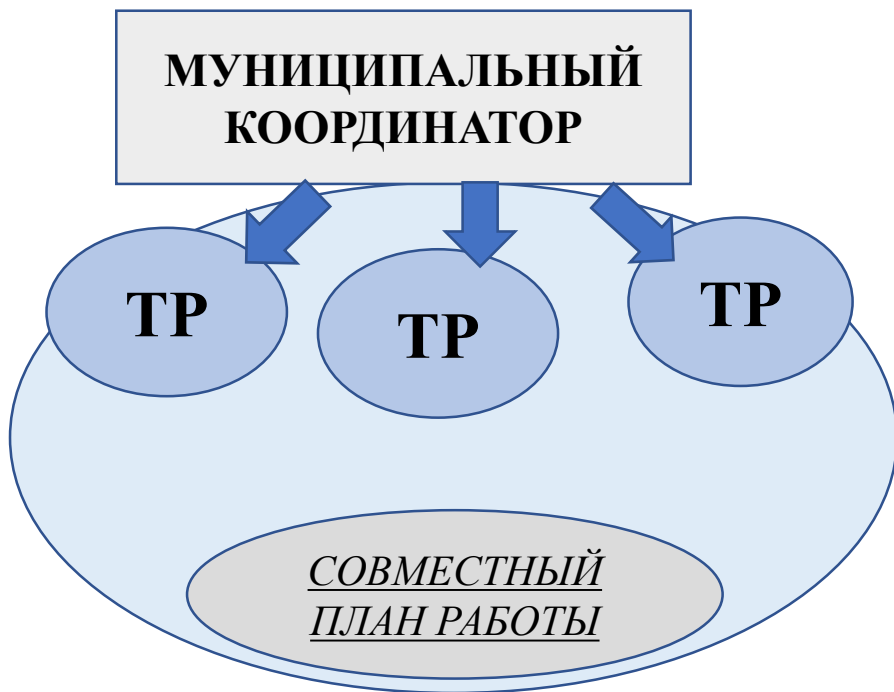 МУНИЦИПАЛЬНЫЙ
КООРДИНАТОР
ТР
ТР
ТР
СОВМЕСТНЫЙ
ПЛАН РАБОТЫ